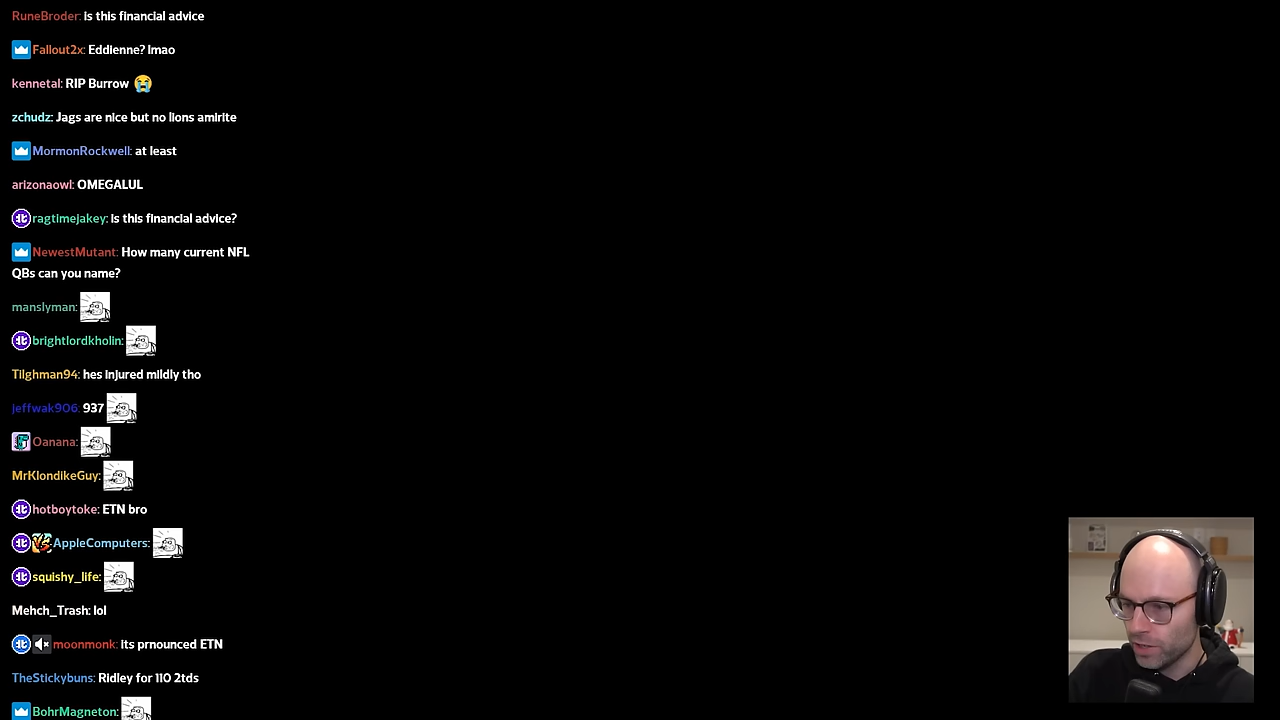 RuneBroder: is this financial advice
Fallout2x: Eddienne? lmao
kennetal: RIP Burrow
zchudz: Jags are nice but no lions amirite
MormonRockwell: at least
arizonaowl: OMEGALUL
ragtimejakey: is this financial advice?
NewestMutant: How many current NFL
QBs can you name?
manslyman:
brightlordkholin:
Tilghman94: hes injured mildly tho
jeffwak906: 937
Oanana:
MrKlondikeGuy:
hotboytoke: ETN bro
AppleComputers:
squishy_life:
Mehch_Trash: lol
moonmonk: its prnounced ETN
TheStickybuns: Ridley for 110 2tds
BohrMagneton: